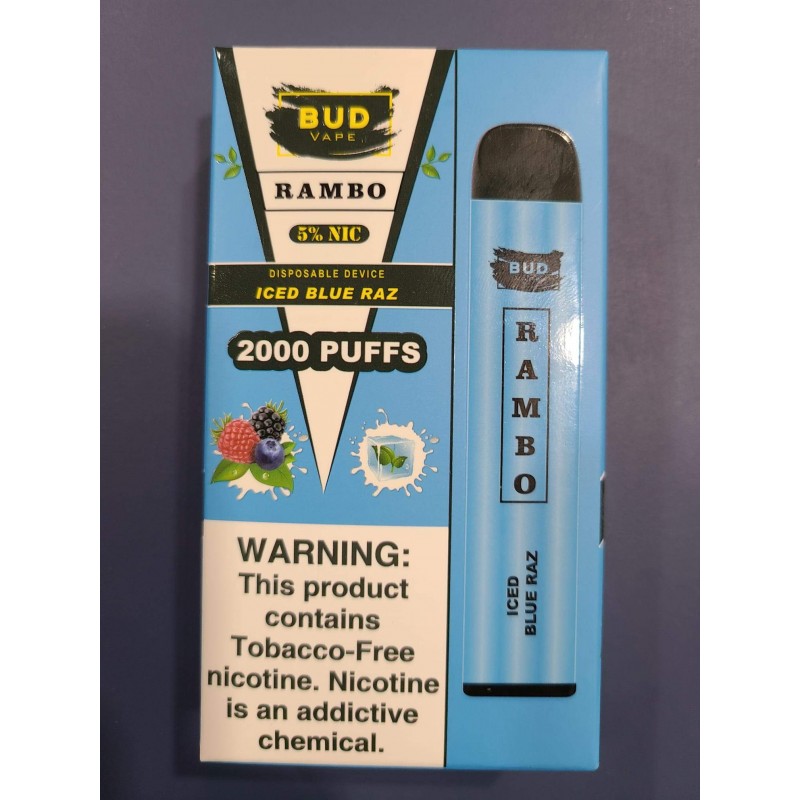 BUD
VAPE
RAMBO
5% NIC
DISPOSABLE DEVICE
ICED BLUE RAZ
2000 PUFFS
WARNING:
This product
contains
Tobacco-Free
nicotine. Nicotine
is an addictive
chemical.
BUD
VAPE
RAMBO
ICED
BLUE RAZ